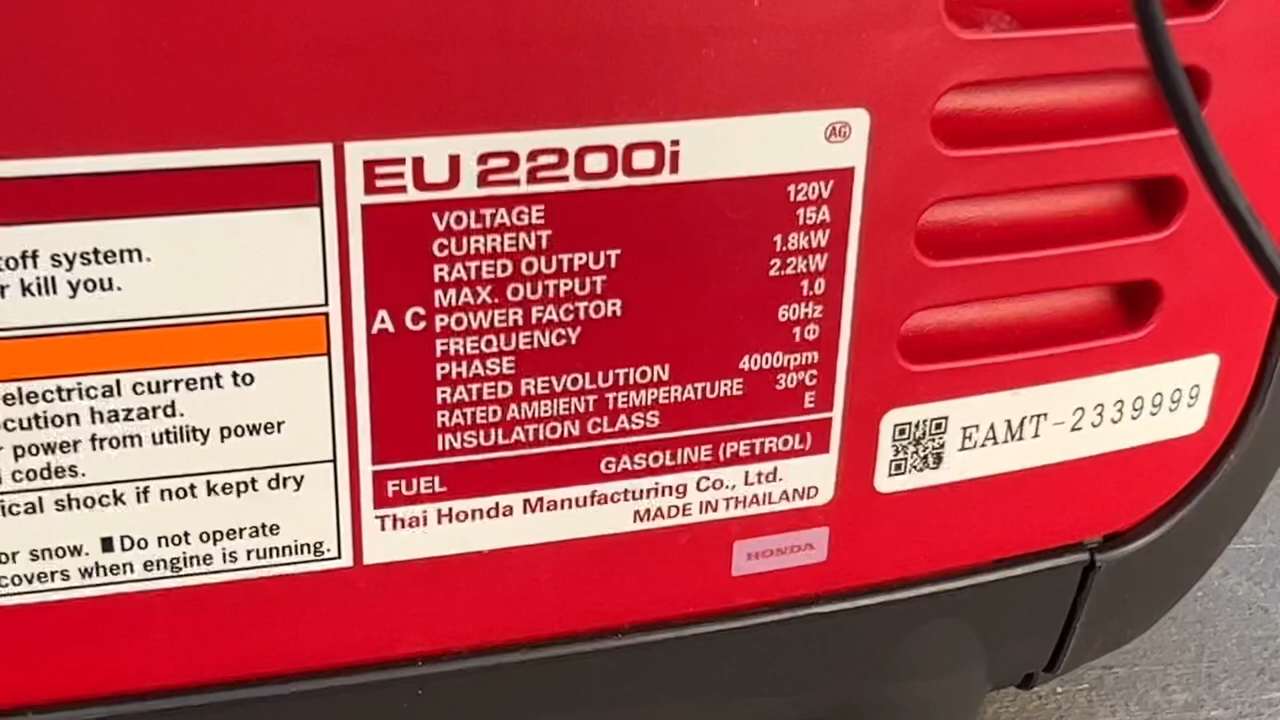 toff system.
r kill you.
electrical current to
cution hazard.
r power from utility power
codes.
ical shock if not kept dry
or snow. ■ Do not operate
covers when engine is running.
EU2200i
AG
AC
VOLTAGE 120V
CURRENT 15A
RATED OUTPUT 1.8kW
MAX. OUTPUT 2.2kW
POWER FACTOR 1.0
FREQUENCY 60Hz
PHASE 1Φ
RATED REVOLUTION 4000rpm
RATED AMBIENT TEMPERATURE 30°C
INSULATION CLASS E
FUEL GASOLINE (PETROL)
Thai Honda Manufacturing Co., Ltd.
MADE IN THAILAND
HONDA
EAMT-2339999